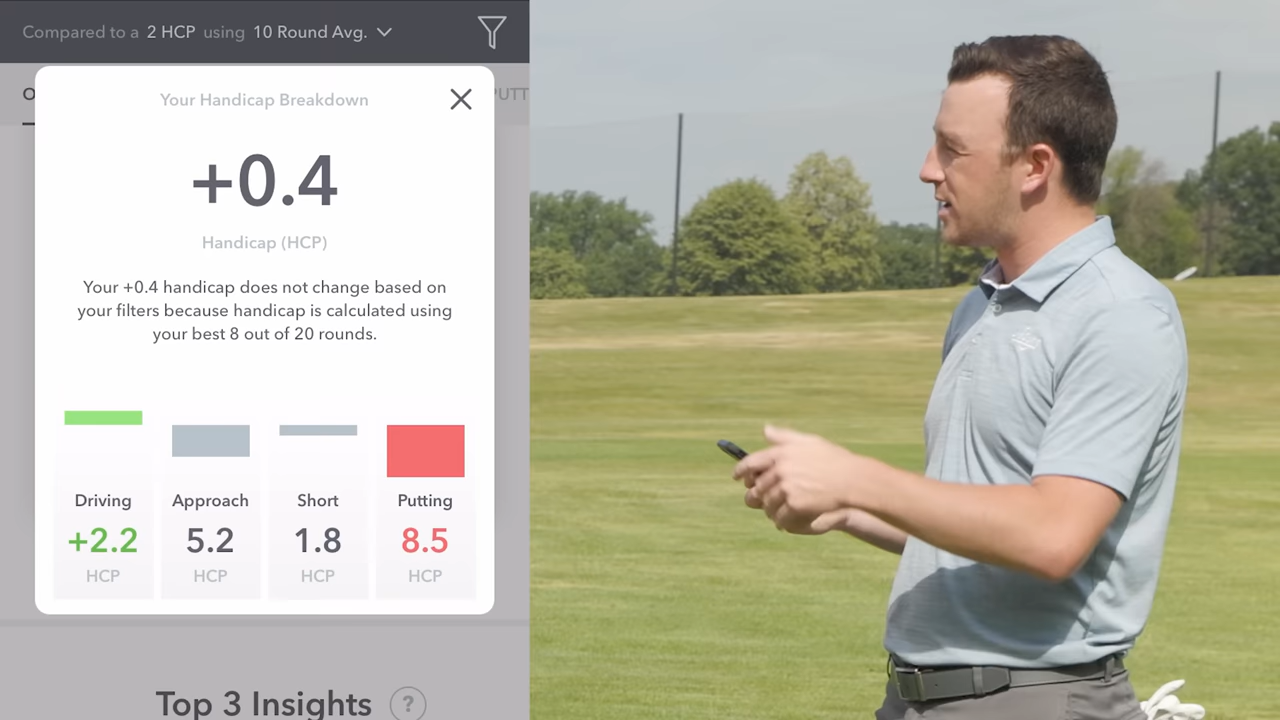 Compared to a 2 HCP using 10 Round Avg.
O
PUTT
Your Handicap Breakdown
+0.4
Handicap (HCP)
Your +0.4 handicap does not change based on
your filters because handicap is calculated using
your best 8 out of 20 rounds.
Driving Approach Short Putting
+2.2 5.2 1.8 8.5
HCP HCP HCP HCP
Top 3 Insights ?